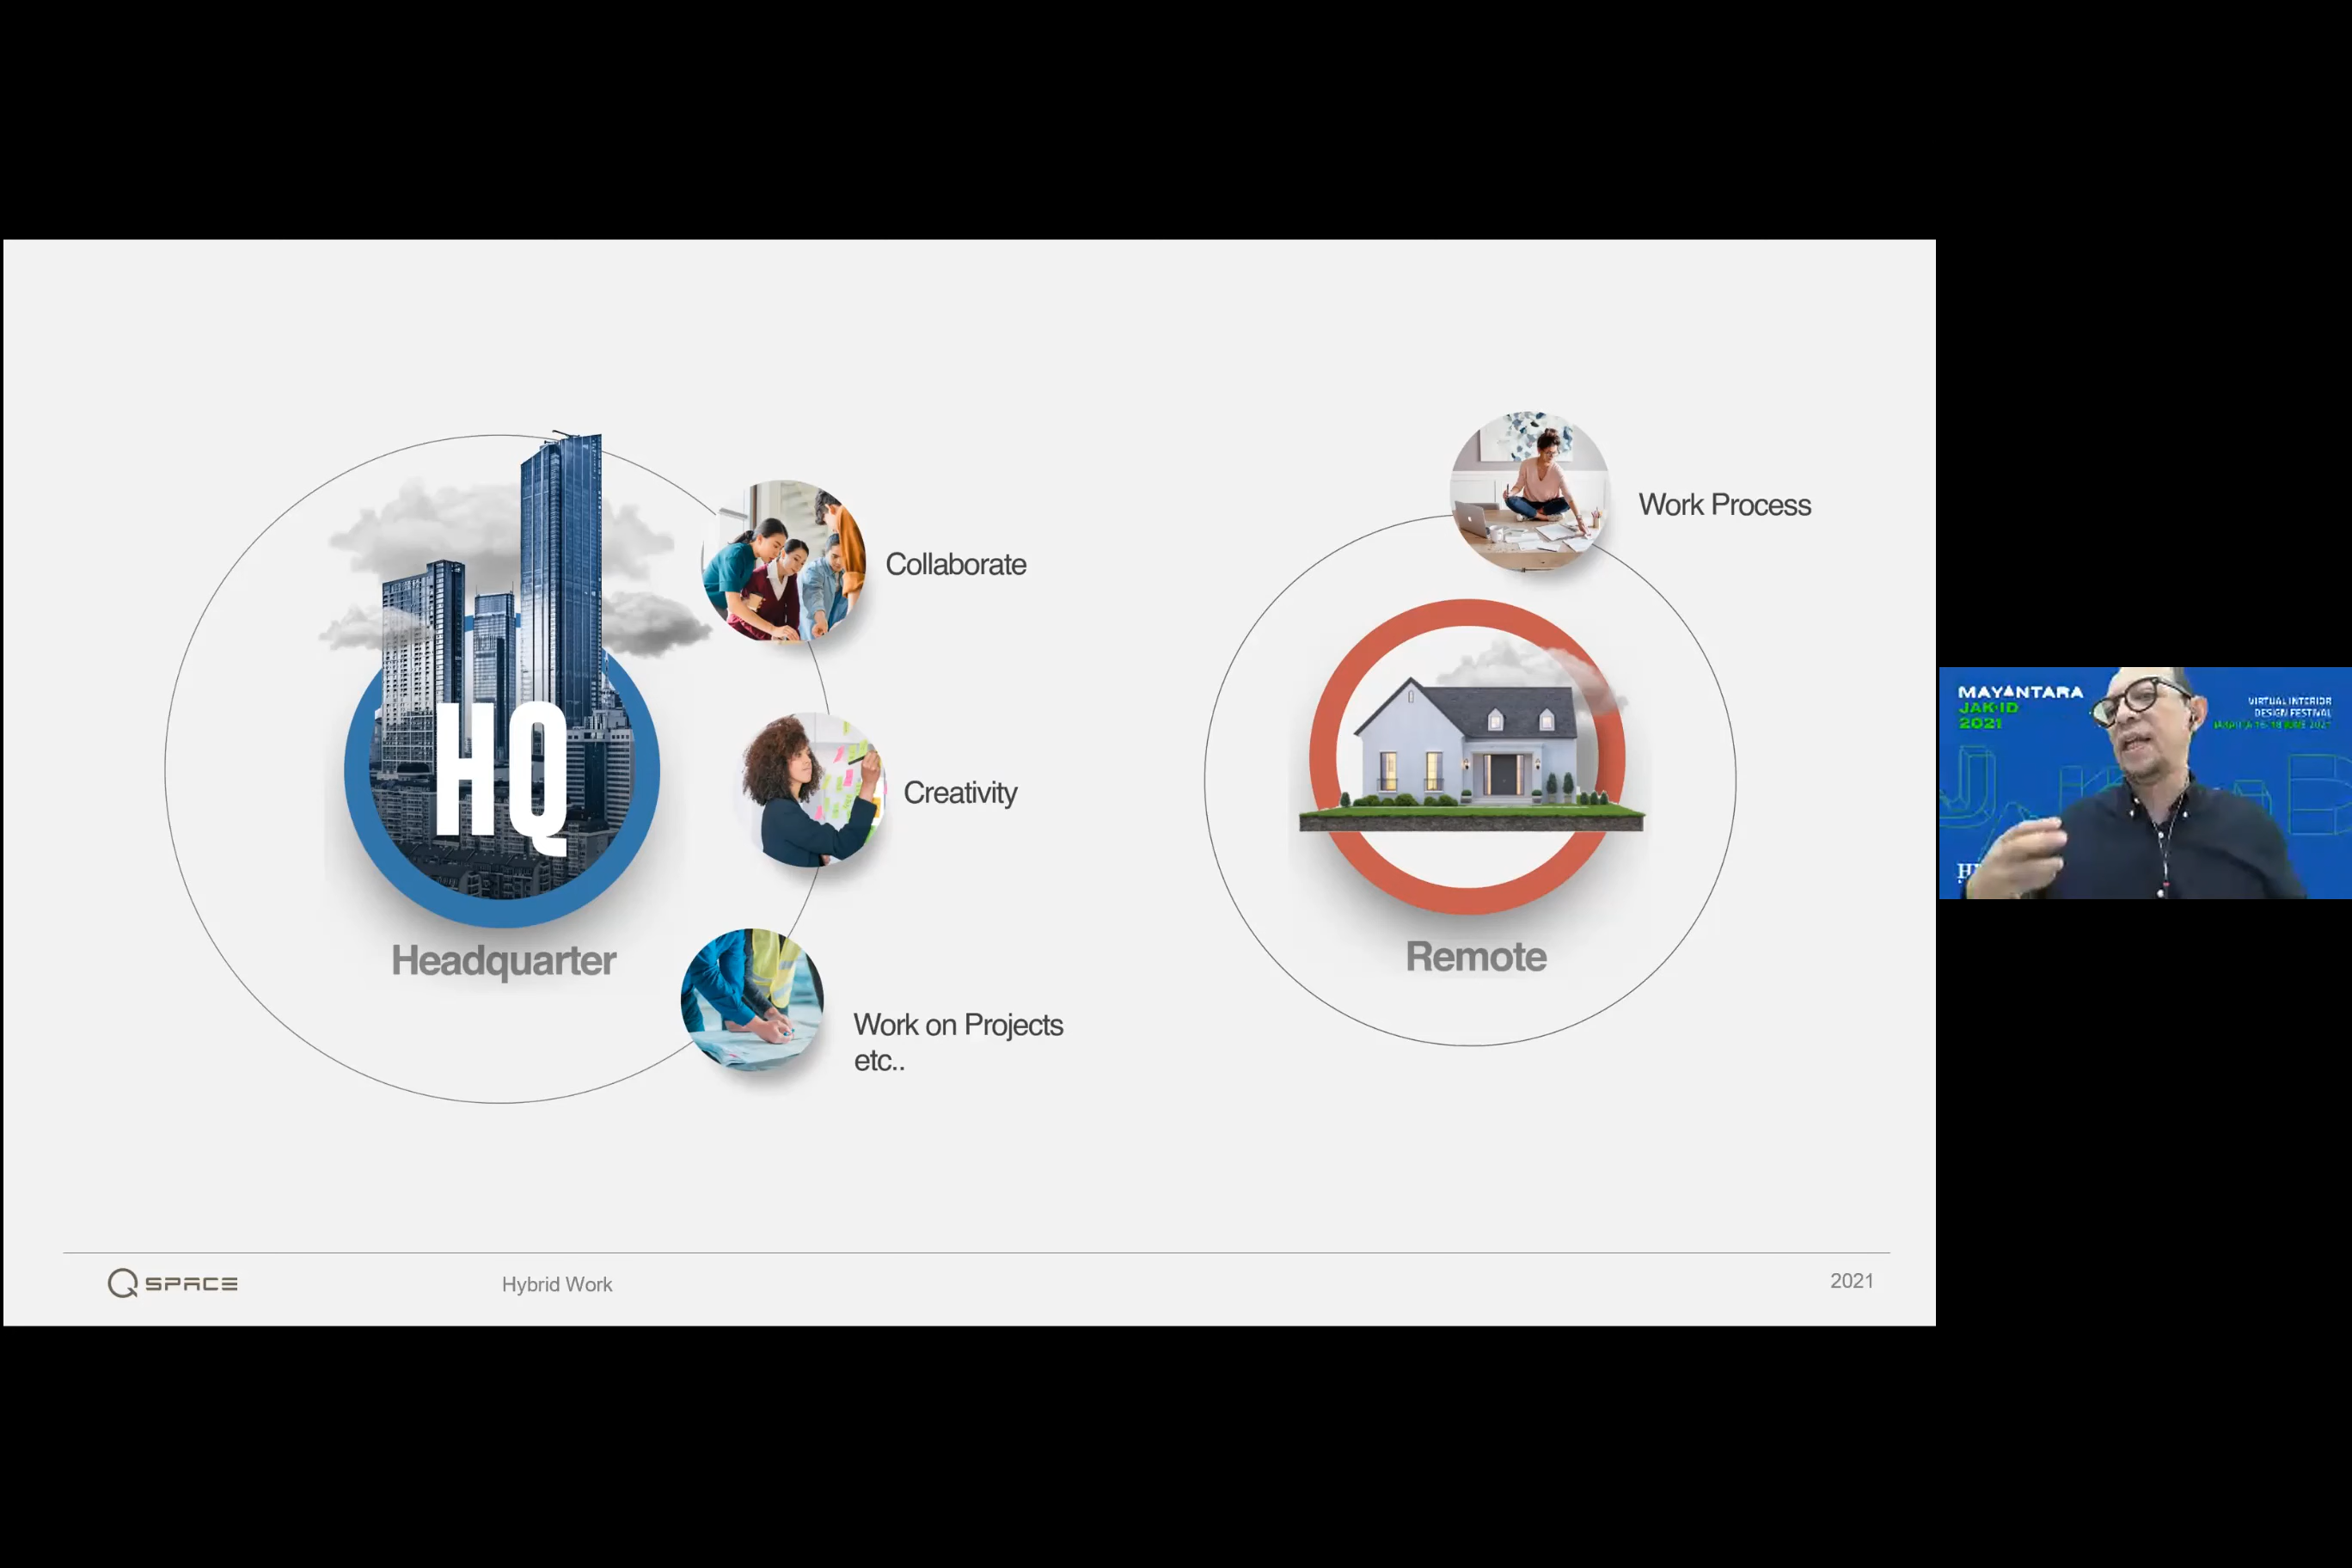 Collaborate
Work Process
HQ
Creativity
Headquarter
Remote
Work on Projects
etc..
Q SPACE
Hybrid Work
2021
MAYANTARA
JAK·ID
2021
VIRTUAL INTERIOR
DESIGN FESTIVAL